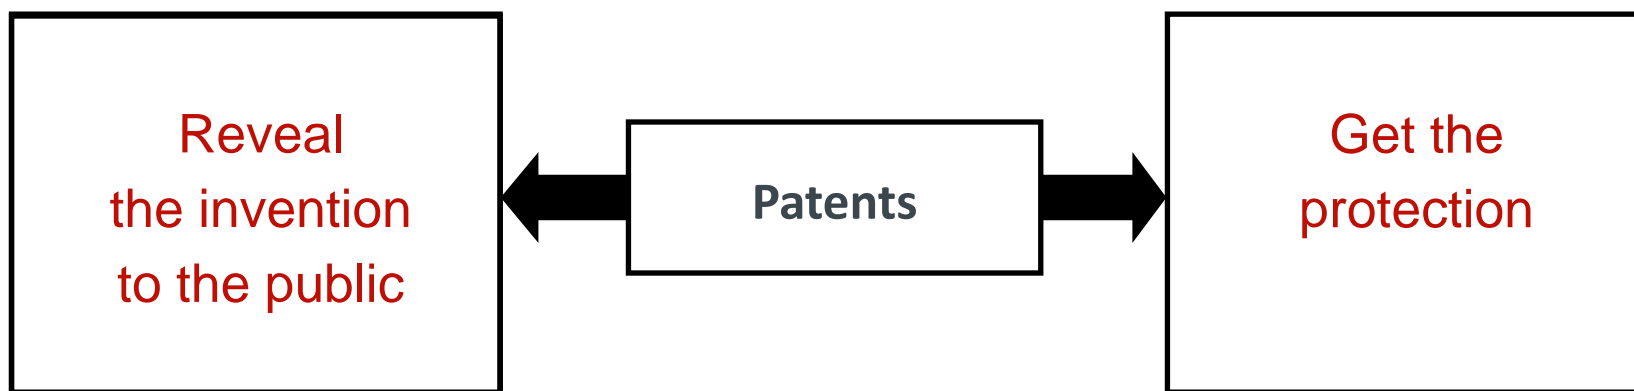 Reveal
the invention
to the public
Patents
Get the
protection